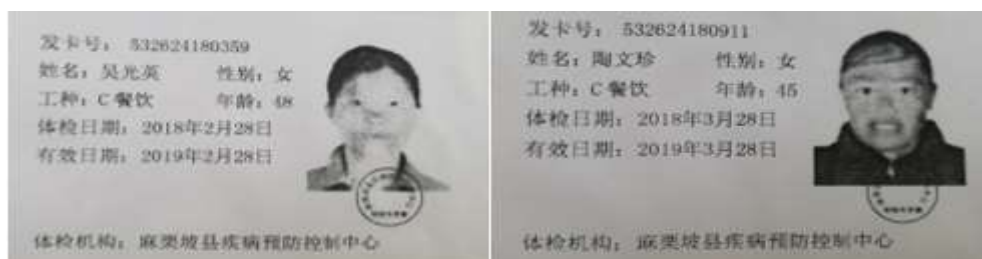 发卡号：532624180359
姓名：吴光英 性别：女
工种：C餐饮 年龄：48
体检日期：2018年2月28日
有效日期：2019年2月28日
体检机构：麻栗坡县疾病预防控制中心
发卡号：532624180911
姓名：陶文珍 性别：女
工种：C餐饮 年龄：45
体检日期：2018年3月28日
有效日期：2019年3月28日
体检机构：麻栗坡县疾病预防控制中心